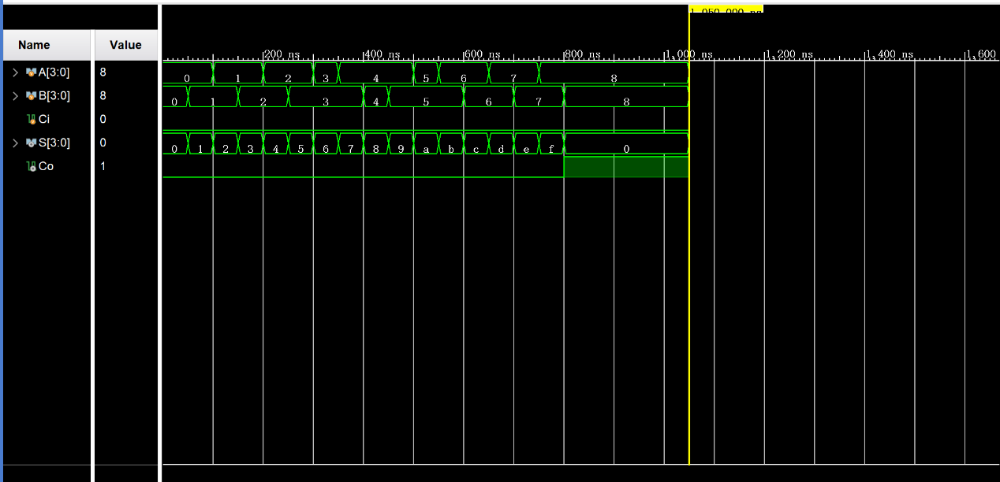 1,050.000 ns
Name Value
200 ns 400 ns 600 ns 800 ns 1,000 ns 1,200 ns 1,400 ns 1,600
A[3:0] 8 0 1 2 3 4 5 6 7 8
B[3:0] 8 0 1 2 3 4 5 6 7 8
Ci 0
S[3:0] 0 0 1 2 3 4 5 6 7 8 9 a b c d e f 0
Co 1